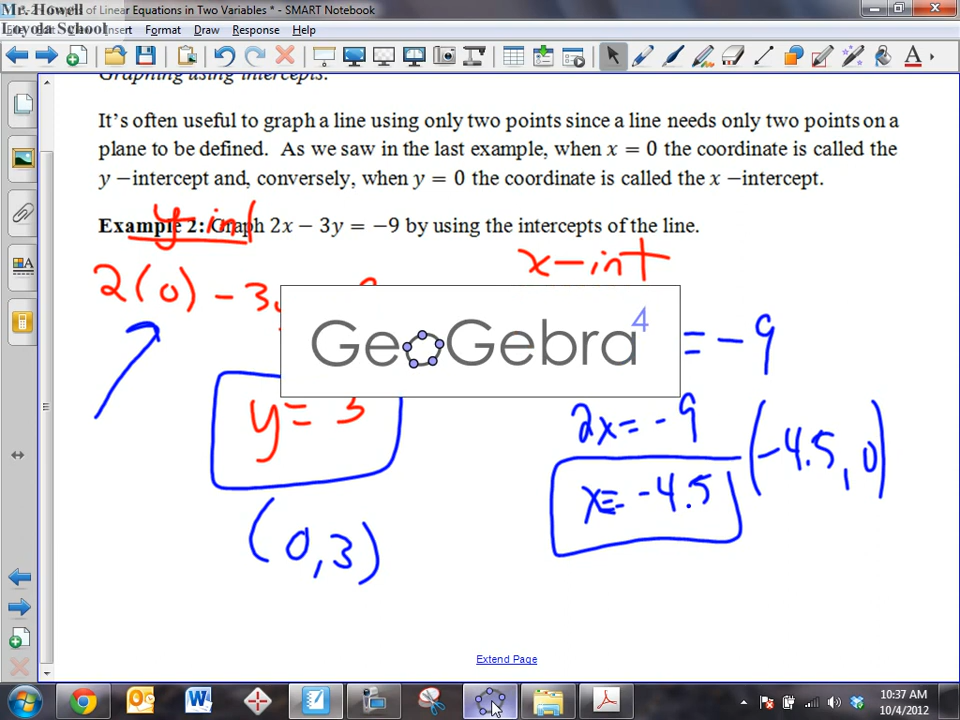 Mr. Howell
Loyola School
of Linear Equations in Two Variables * - SMART Notebook
Insert Format Draw Response Help
Graphing using intercepts.
It's often useful to graph a line using only two points since a line needs only two points on a
plane to be defined. As we saw in the last example, when x = 0 the coordinate is called the
y −intercept and, conversely, when y = 0 the coordinate is called the x −intercept.
y-int
Example 2: Graph 2x − 3y = −9 by using the intercepts of the line.
x-int
2(0) - 3y
GeoGebra 4
= -9
y = 3
2x = -9
(-4.5, 0)
x = -4.5
(0,3)
Extend Page
10:37 AM
10/4/2012